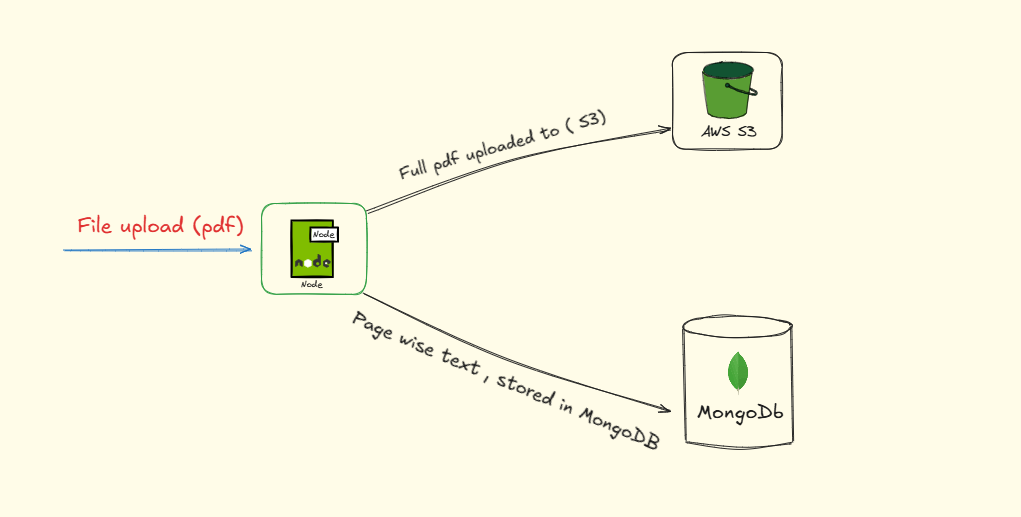 AWS S3
Full pdf uploaded to ( S3)
File upload (pdf)
Node
node
Node
Page wise text , stored in MongoDB
MongoDb